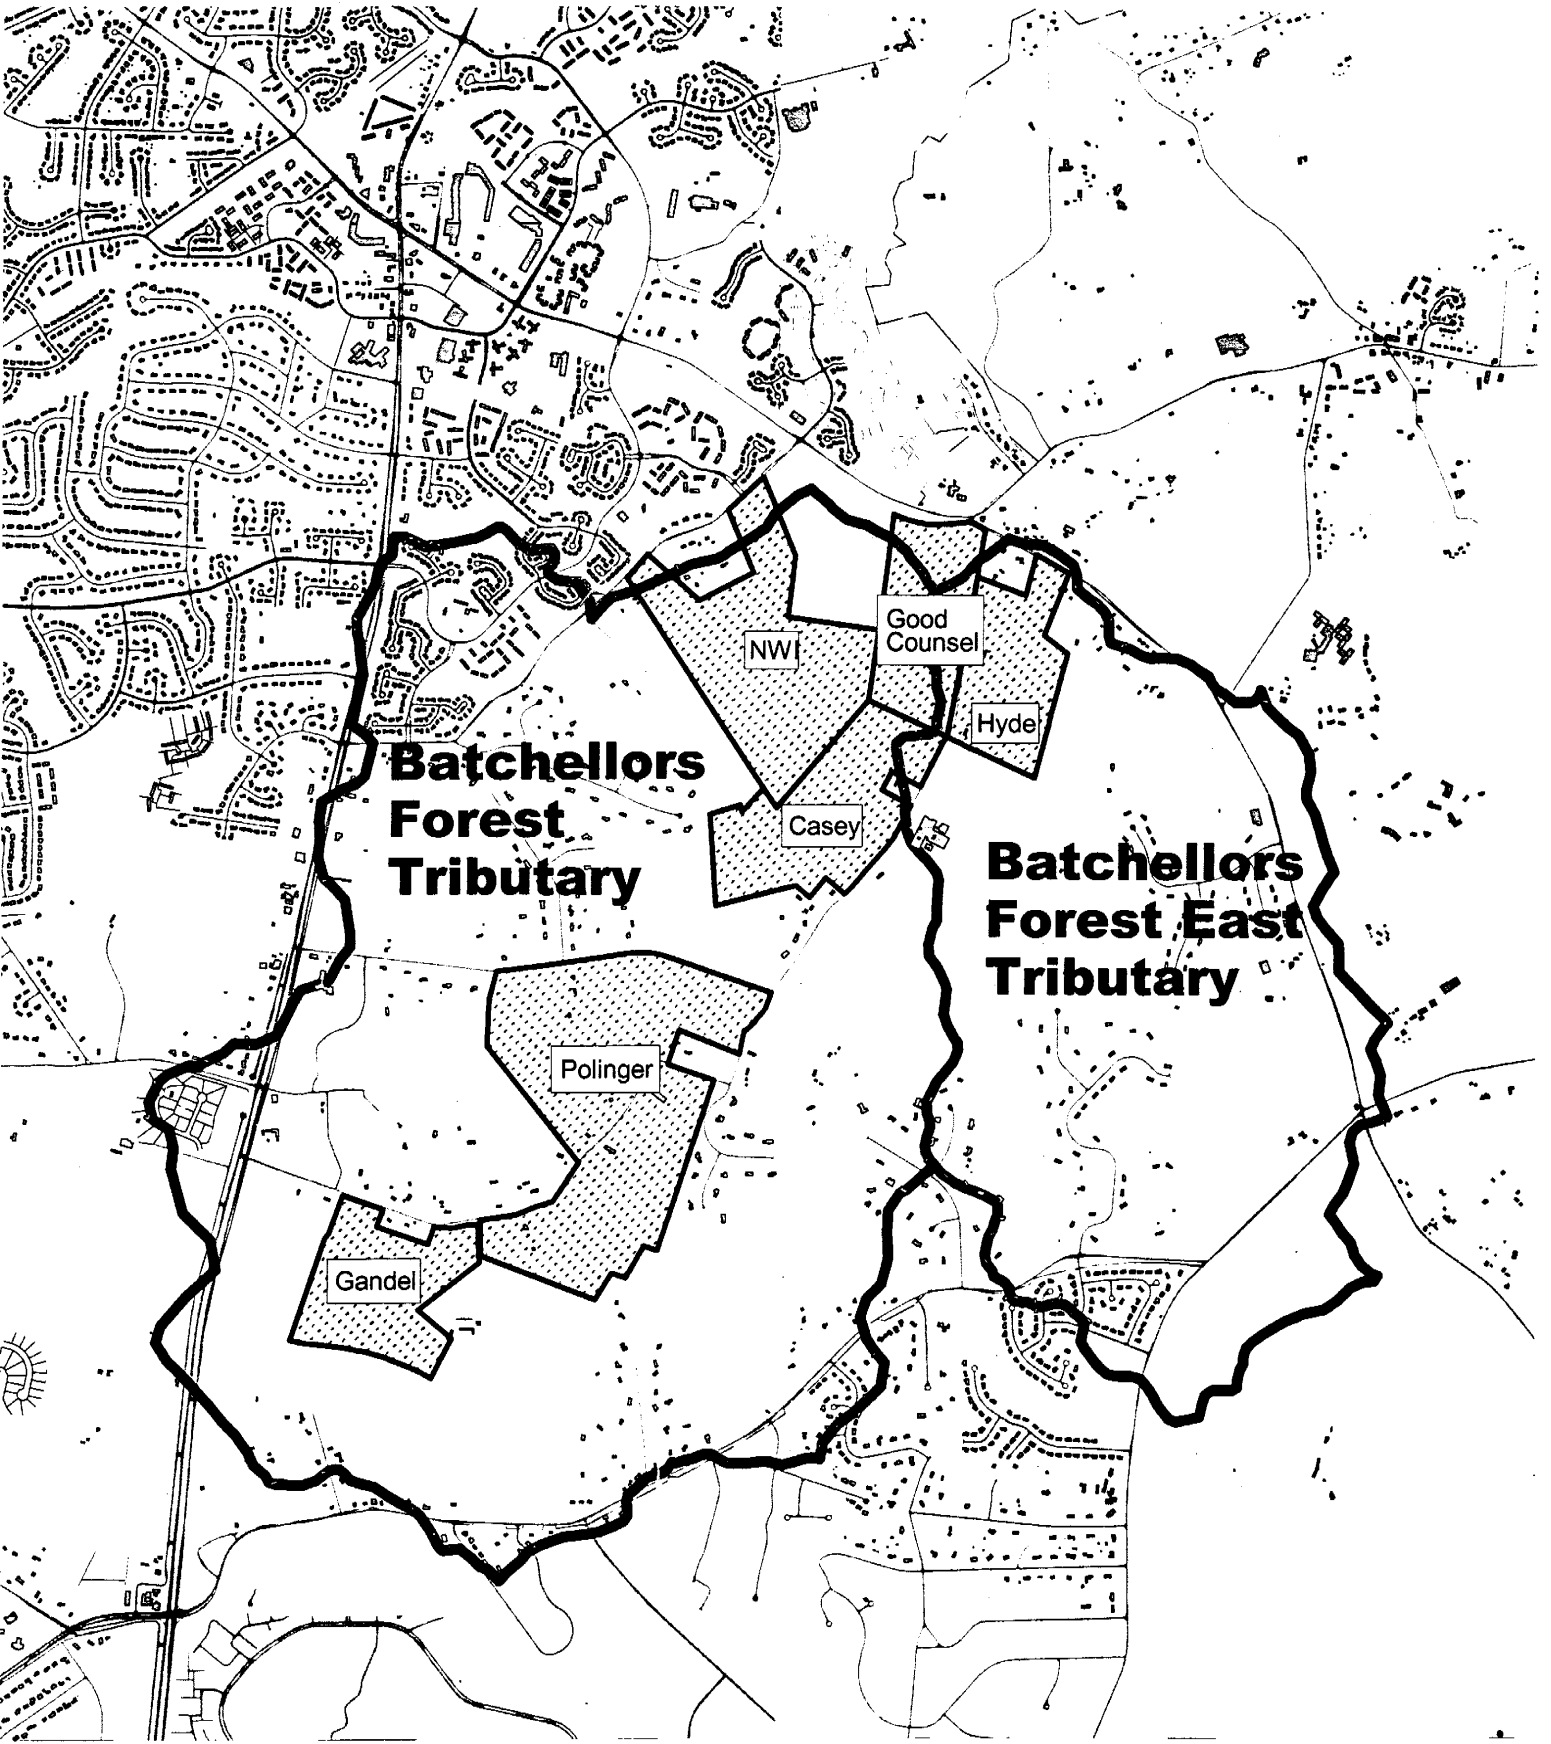 Good
Counsel
NWI
Hyde
Batchellors
Forest
Tributary
Casey
Batchellors
Forest East
Tributary
Polinger
Gandel